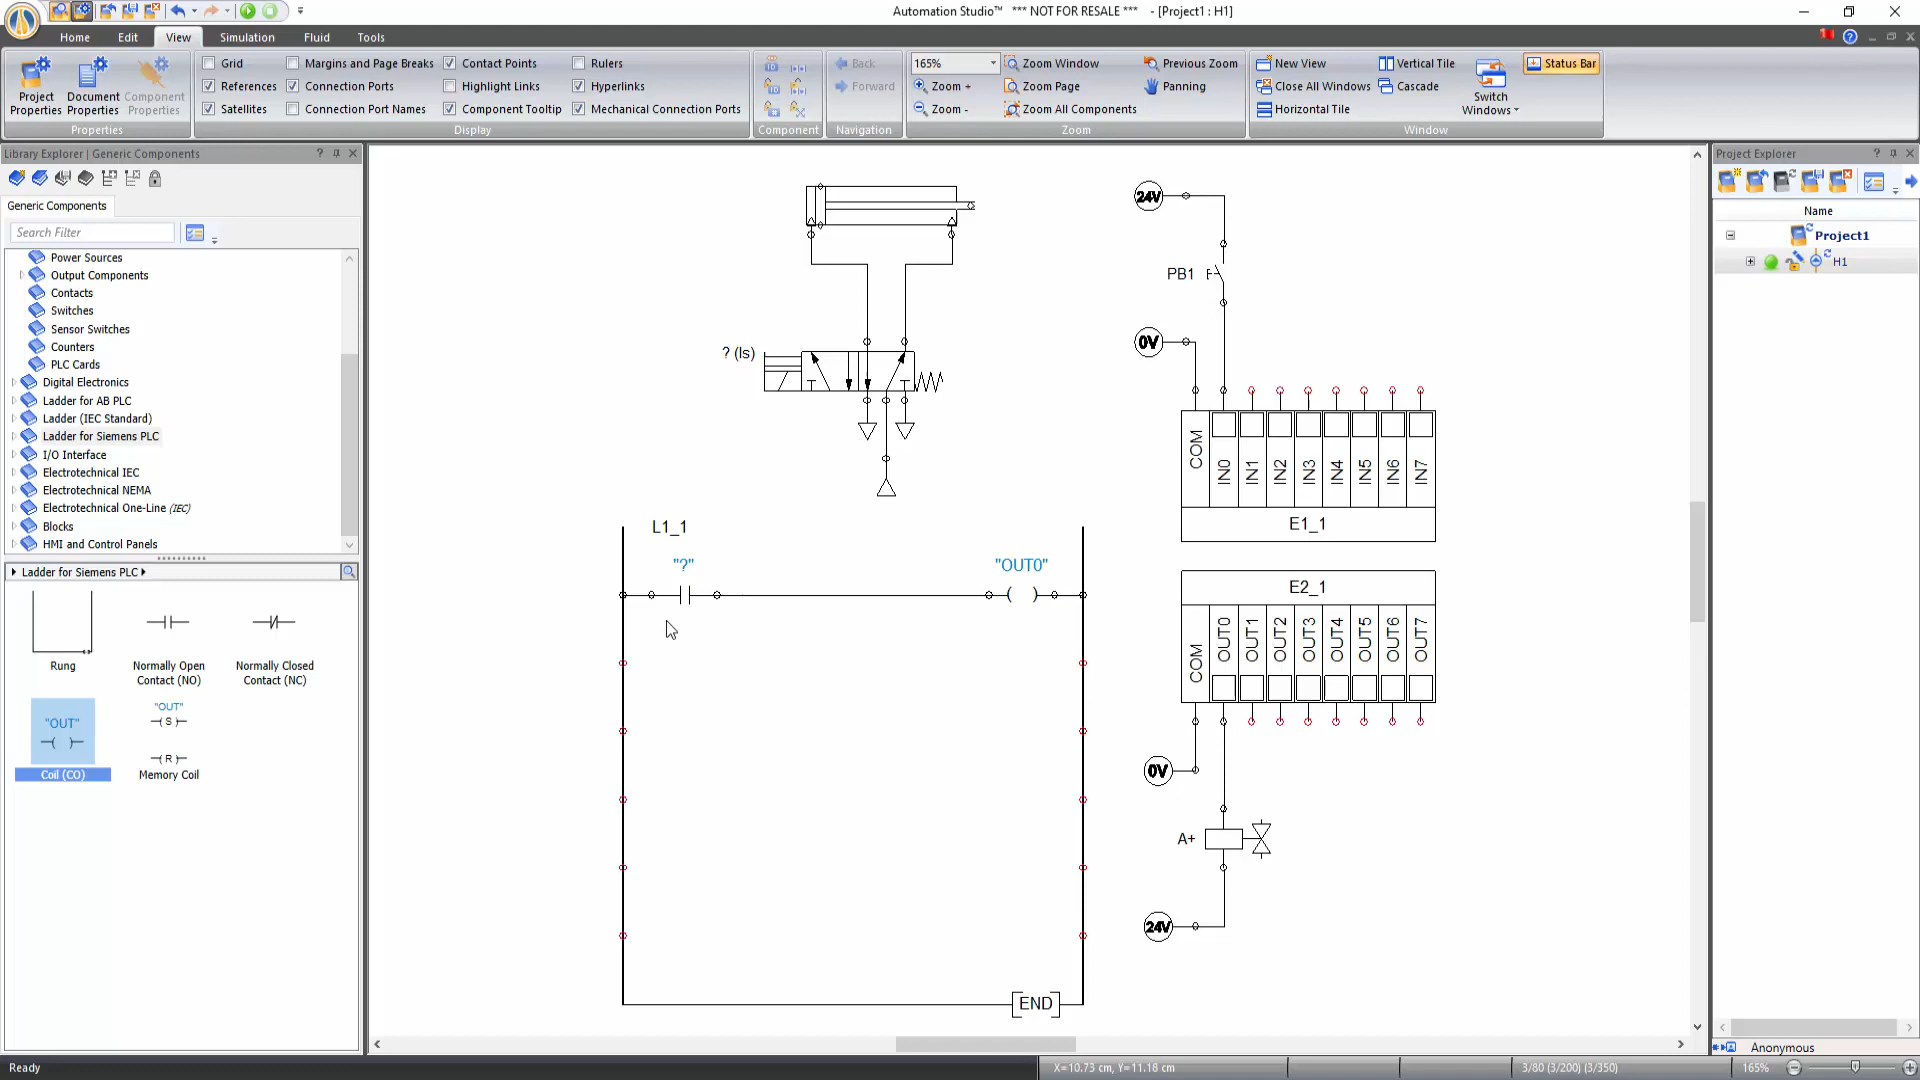 Automation Studio™ *** NOT FOR RESALE *** - [Project1 : H1]
Home Edit View Simulation Fluid Tools
Project Properties
Document Properties
Component Properties
Properties
Grid
Margins and Page Breaks
Contact Points
Rulers
References
Connection Ports
Highlight Links
Hyperlinks
Satellites
Connection Port Names
Component Tooltip
Mechanical Connection Ports
Display
Component
Back
Forward
Navigation
165%
Zoom Window
Previous Zoom
Zoom +
Zoom Page
Panning
Zoom -
Zoom All Components
Zoom
New View
Vertical Tile
Close All Windows
Cascade
Horizontal Tile
Switch Windows
Status Bar
Window
Library Explorer | Generic Components
Generic Components
Search Filter
Power Sources
Output Components
Contacts
Switches
Sensor Switches
Counters
PLC Cards
Digital Electronics
Ladder for AB PLC
Ladder (IEC Standard)
Ladder for Siemens PLC
I/O Interface
Electrotechnical IEC
Electrotechnical NEMA
Electrotechnical One-Line (IEC)
Blocks
HMI and Control Panels
Ladder for Siemens PLC
Rung
Normally Open Contact (NO)
Normally Closed Contact (NC)
"OUT"
Coil (CO)
"OUT"
S
R
Memory Coil
? (ls)
L1_1
"?"
"OUT0"
END
24V
PB1
0V
COM IN0 IN1 IN2 IN3 IN4 IN5 IN6 IN7
E1_1
E2_1
COM OUT0 OUT1 OUT2 OUT3 OUT4 OUT5 OUT6 OUT7
0V
A+
24V
Project Explorer
Name
Project1
H1
Anonymous
Ready
X=10.73 cm, Y=11.18 cm
3/80 (3/200) (3/350)
165%